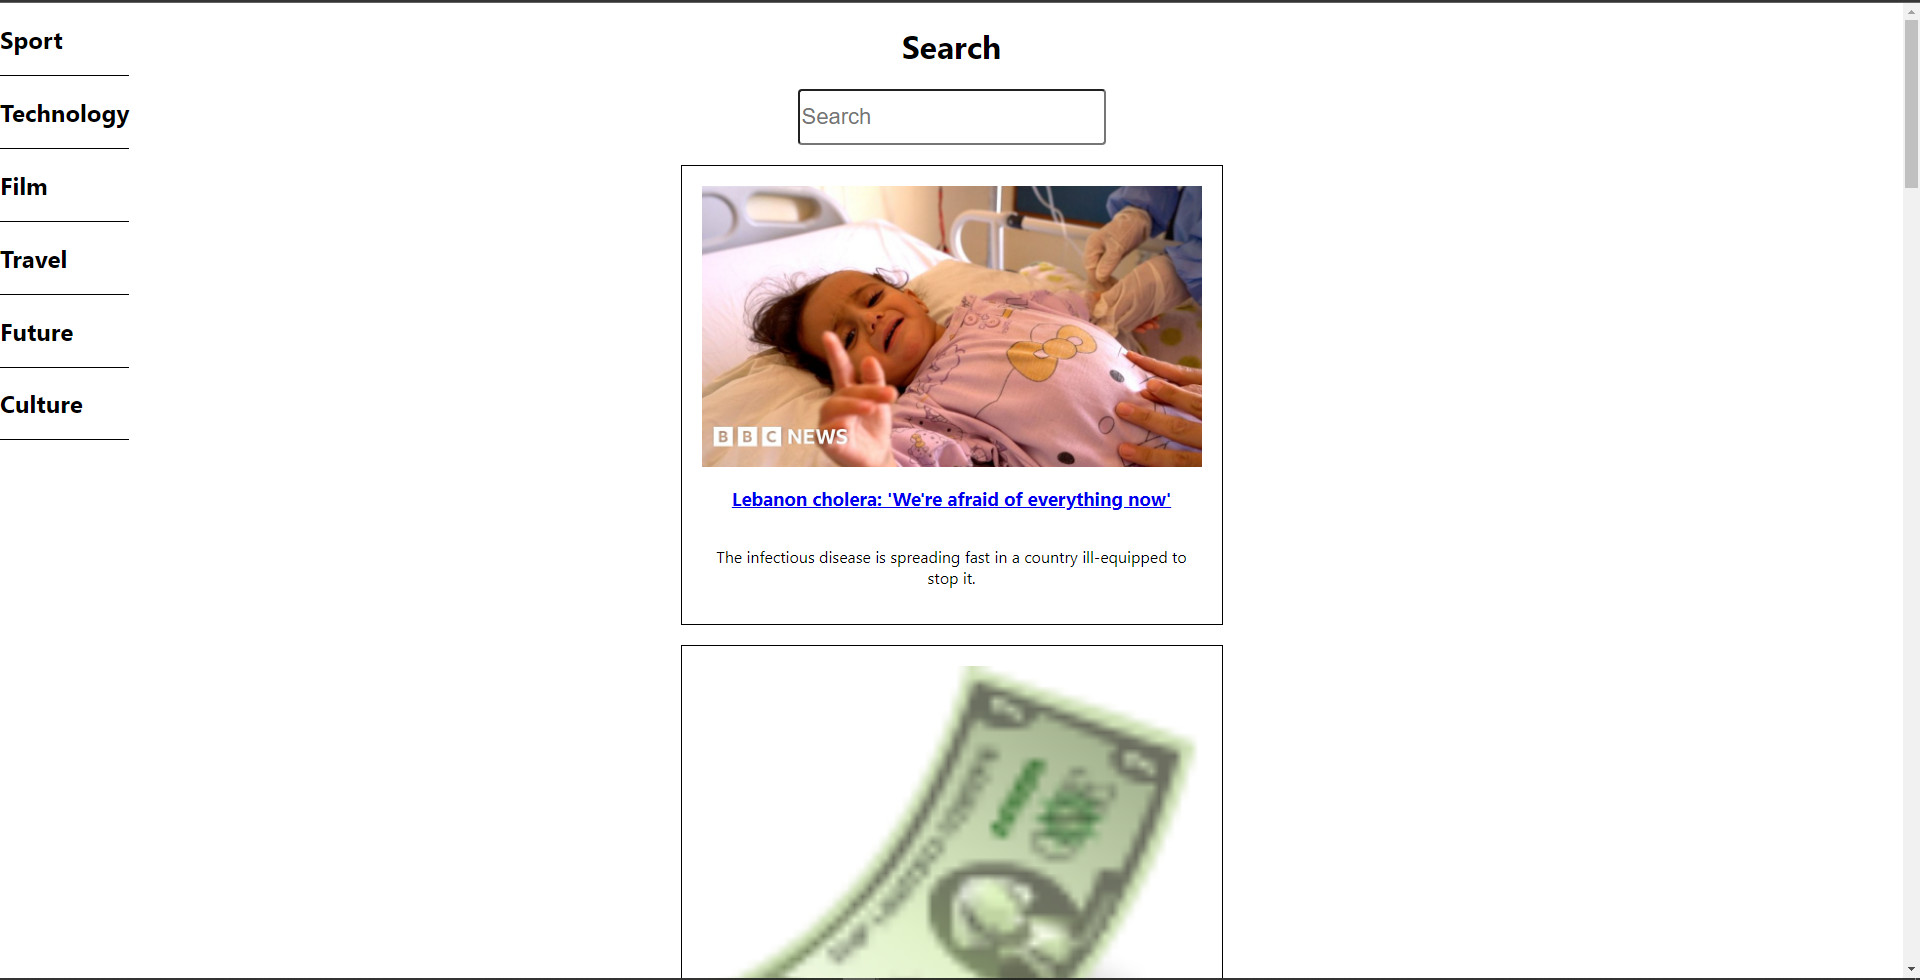 Sport
Technology
Film
Travel
Future
Culture
Search
Search
BBC NEWS
Lebanon cholera: 'We're afraid of everything now'
The infectious disease is spreading fast in a country ill-equipped to
stop it.